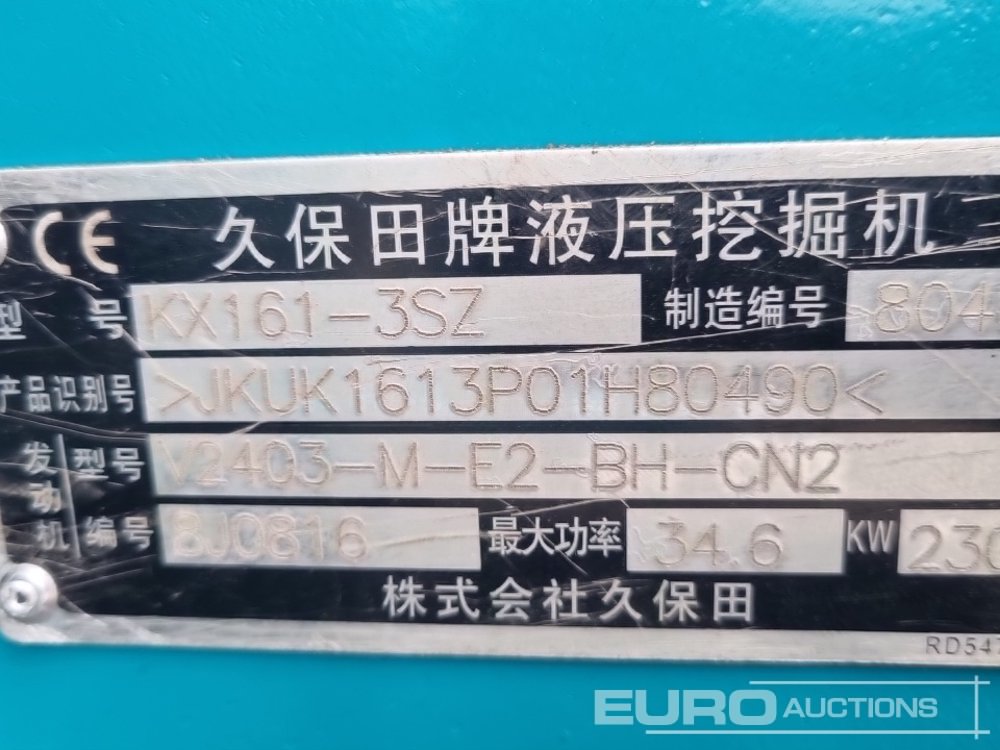 CE 久保田牌液压挖掘机
型 号 KX161-3SZ 制造编号 804
产品识别号 >JKUK1613P01H80490<
发动机 型号 V2403-M-E2-BH-CN2
编号 BJ0816 最大功率 34.6 KW 230
株式会社久保田
RD547
EURO AUCTIONS